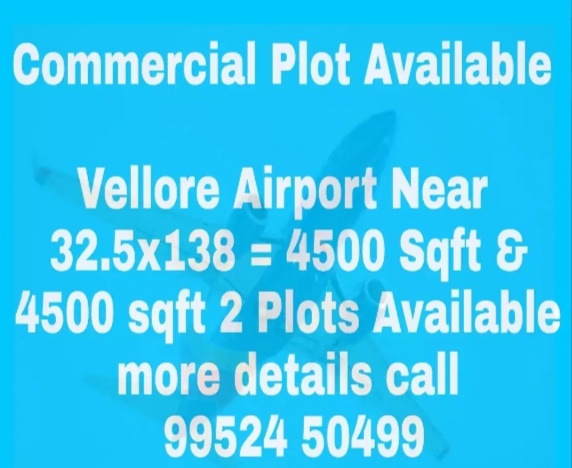 Commercial Plot Available
Vellore Airport Near
32.5x138 = 4500 Sqft &
4500 sqft 2 Plots Available
more details call
99524 50499